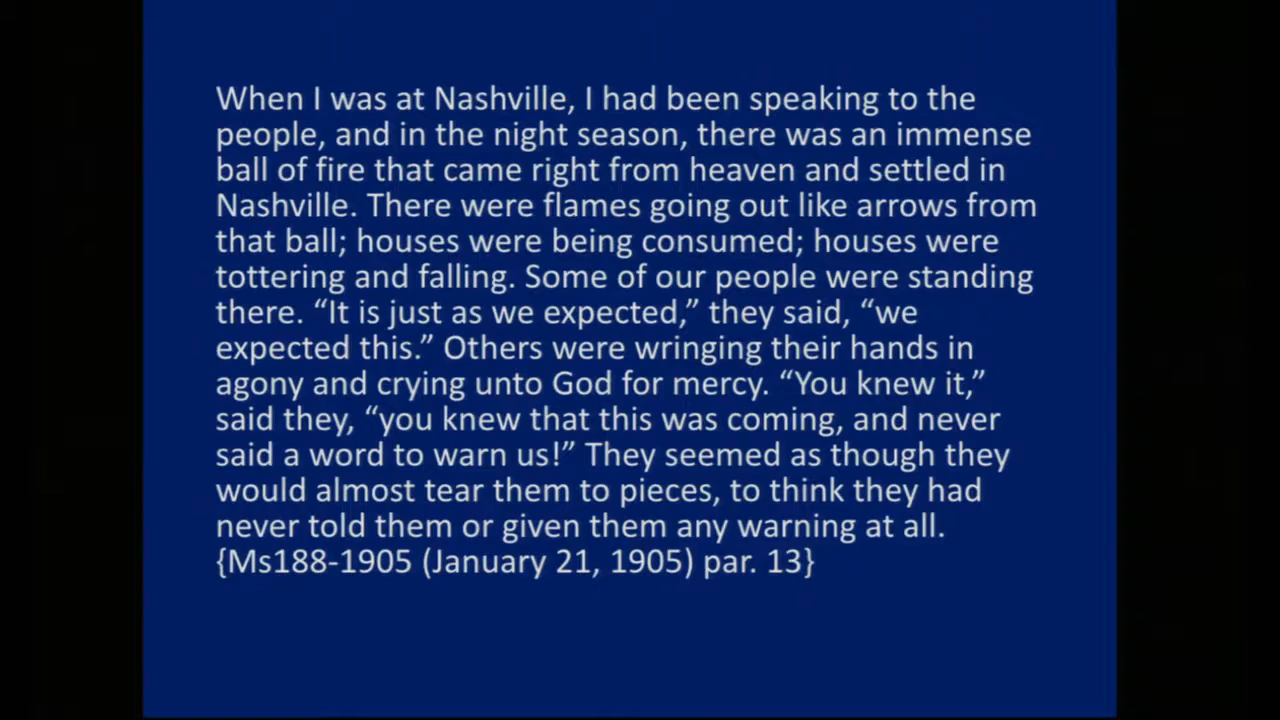 When I was at Nashville, I had been speaking to the
people, and in the night season, there was an immense
ball of fire that came right from heaven and settled in
Nashville. There were flames going out like arrows from
that ball; houses were being consumed; houses were
tottering and falling. Some of our people were standing
there. “It is just as we expected,” they said, “we
expected this.” Others were wringing their hands in
agony and crying unto God for mercy. “You knew it,”
said they, “you knew that this was coming, and never
said a word to warn us!” They seemed as though they
would almost tear them to pieces, to think they had
never told them or given them any warning at all.
{Ms188-1905 (January 21, 1905) par. 13}